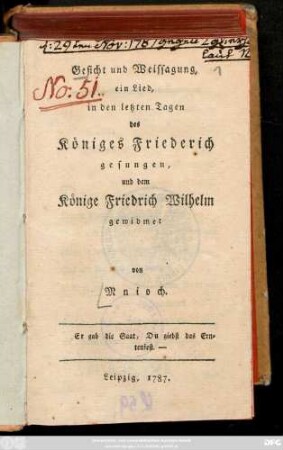 Gesicht und Weissagung,
ein Lied,
in den letzten Tagen
des
Königes Friederich
gesungen,
und dem
Könige Friedrich Wilhelm
gewidmet
von
Mnioch.
Er gab die Saat; Du giebst das Ern-
tenfest. —
Leipzig, 1787.
No: 51.